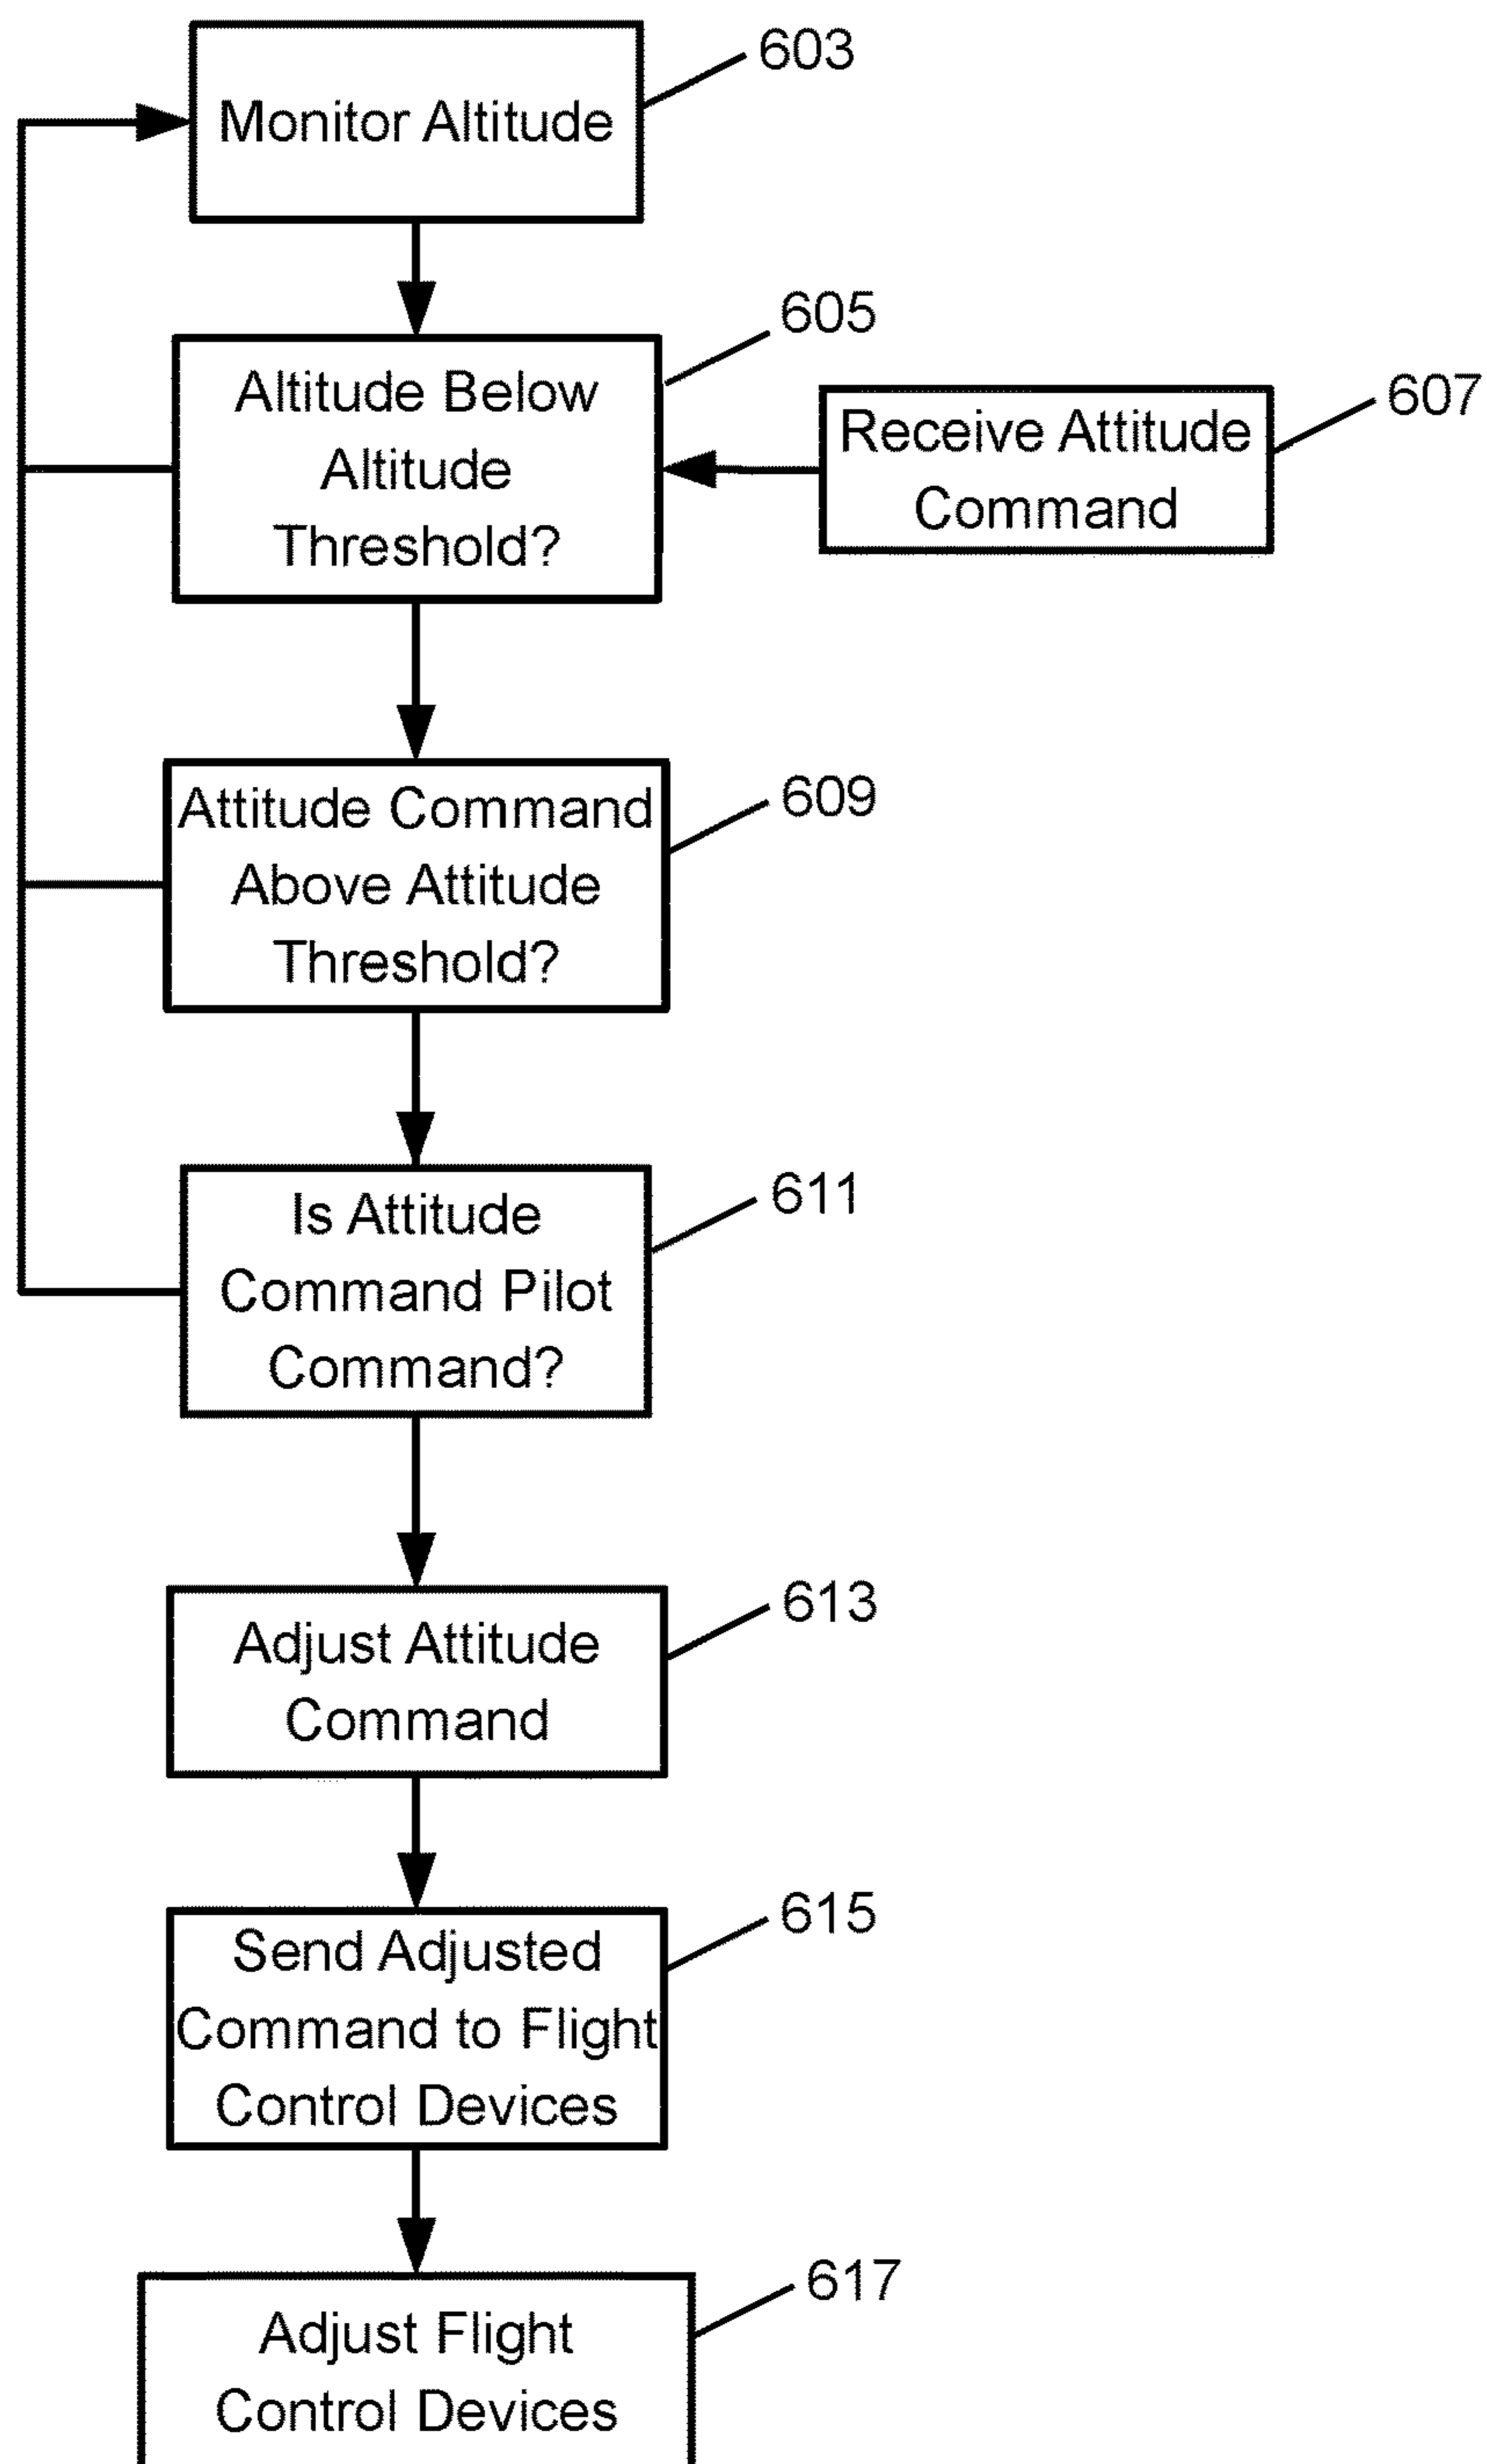 603
Monitor Altitude
605
Altitude Below
Altitude
Threshold?
607
Receive Attitude
Command
609
Attitude Command
Above Attitude
Threshold?
611
Is Attitude
Command Pilot
Command?
613
Adjust Attitude
Command
615
Send Adjusted
Command to Flight
Control Devices
617
Adjust Flight
Control Devices